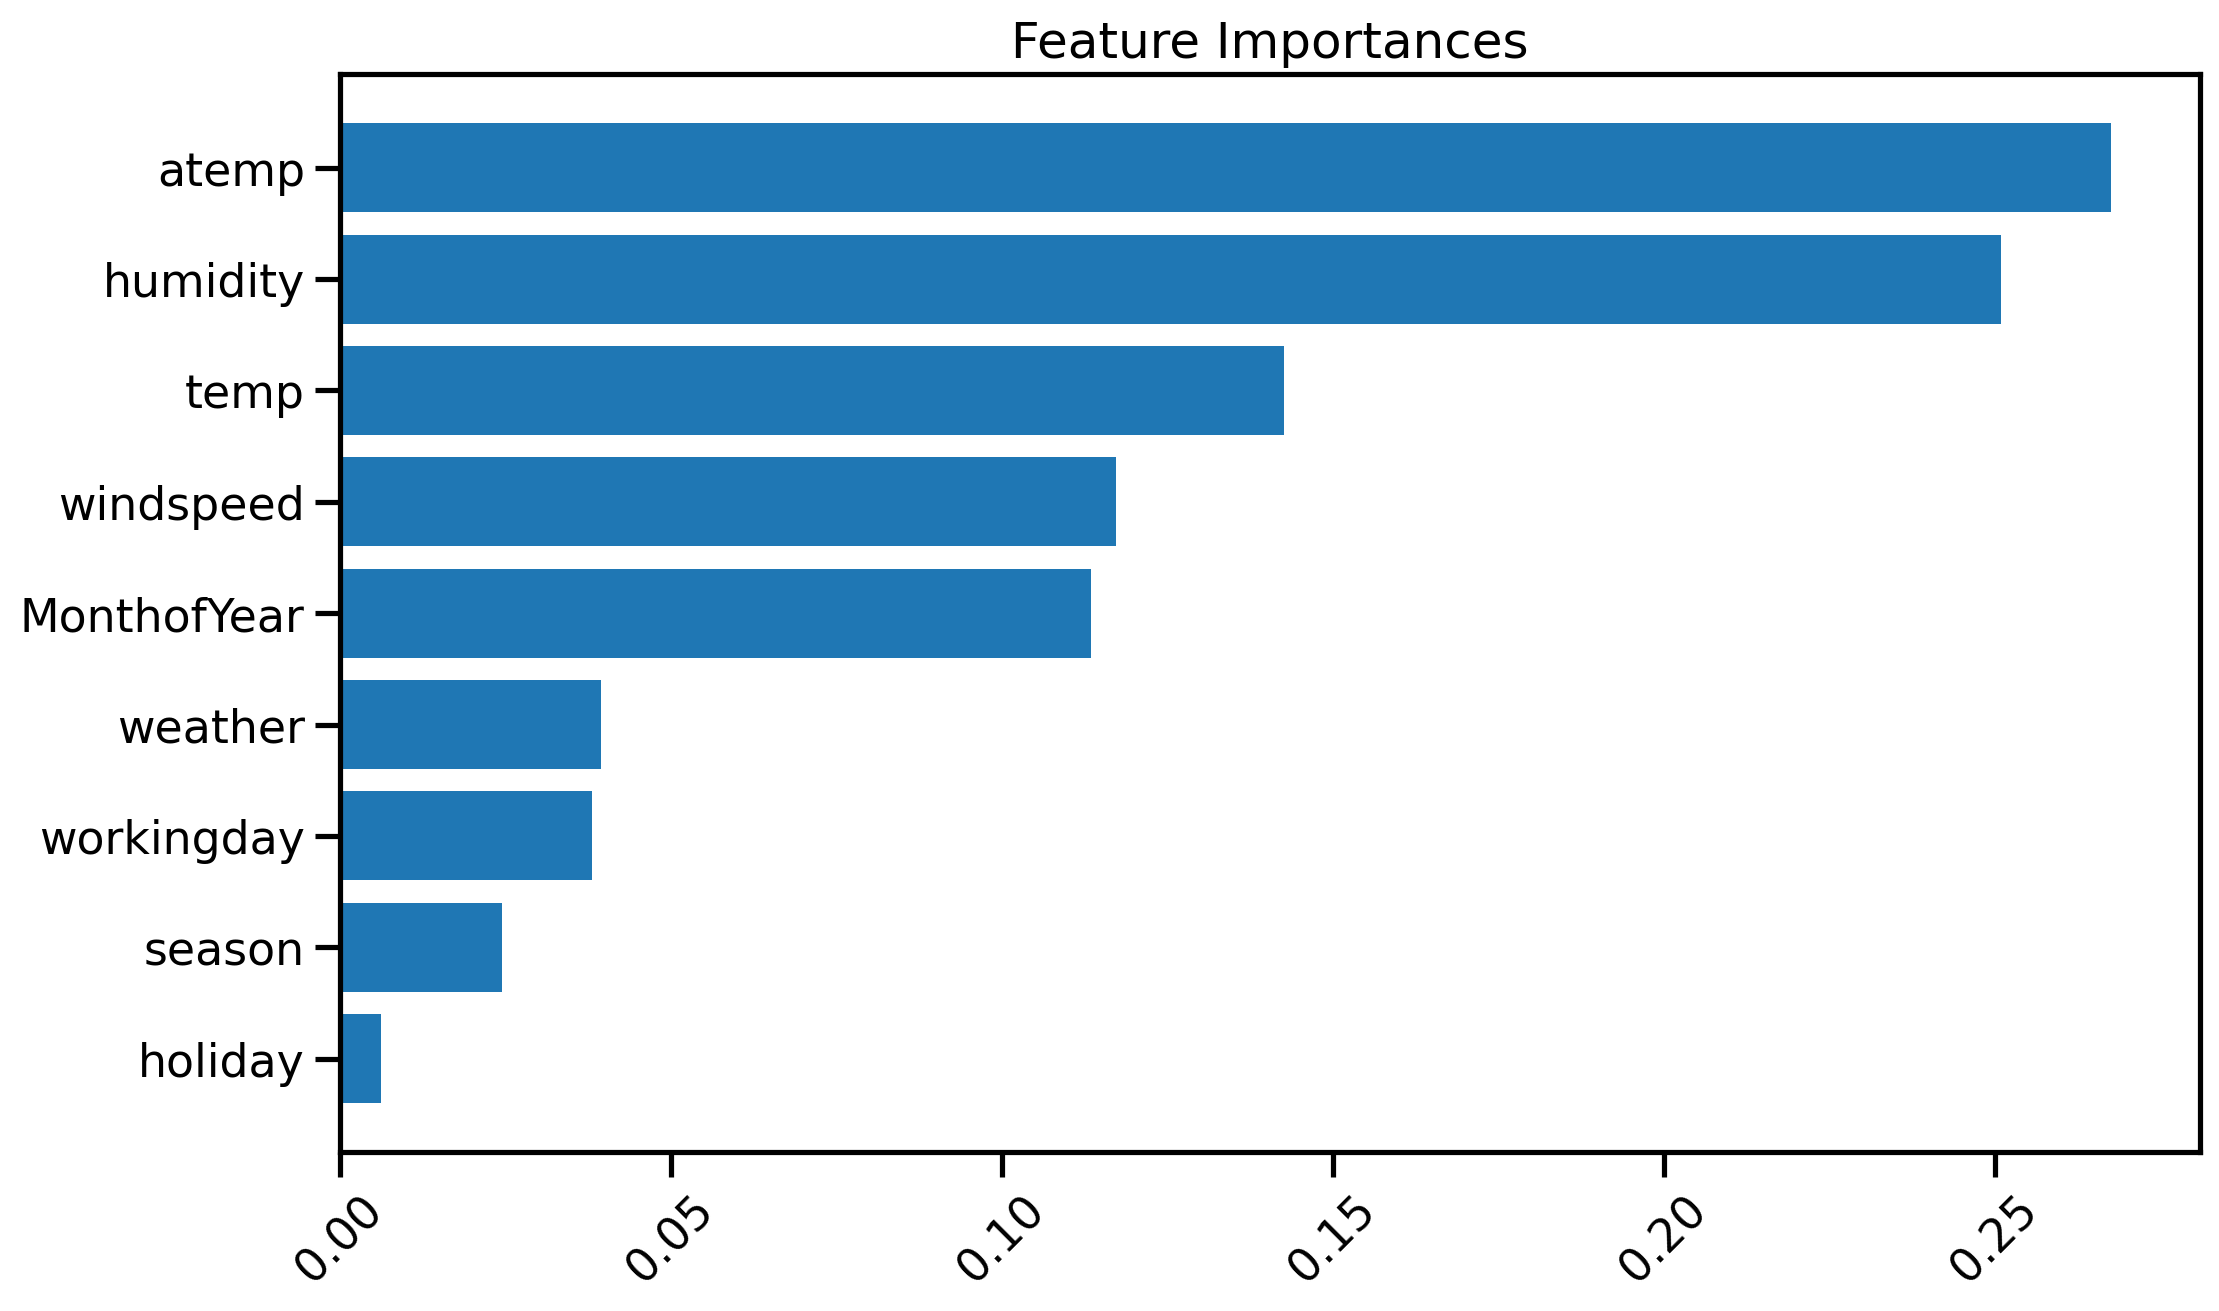 Feature Importances
atemp
humidity
temp
windspeed
MonthofYear
weather
workingday
season
holiday
0.00
0.05
0.10
0.15
0.20
0.25